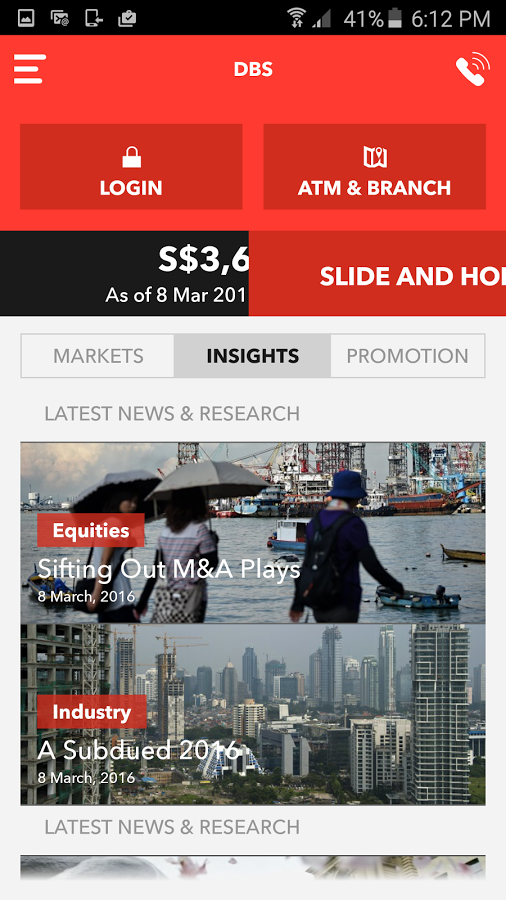 41% 6:12 PM
DBS
LOGIN
ATM & BRANCH
S$3,6
As of 8 Mar 201
SLIDE AND HO
MARKETS
INSIGHTS
PROMOTION
LATEST NEWS & RESEARCH
Equities
Sifting Out M&A Plays
8 March, 2016
Industry
A Subdued 2016
8 March, 2016
LATEST NEWS & RESEARCH